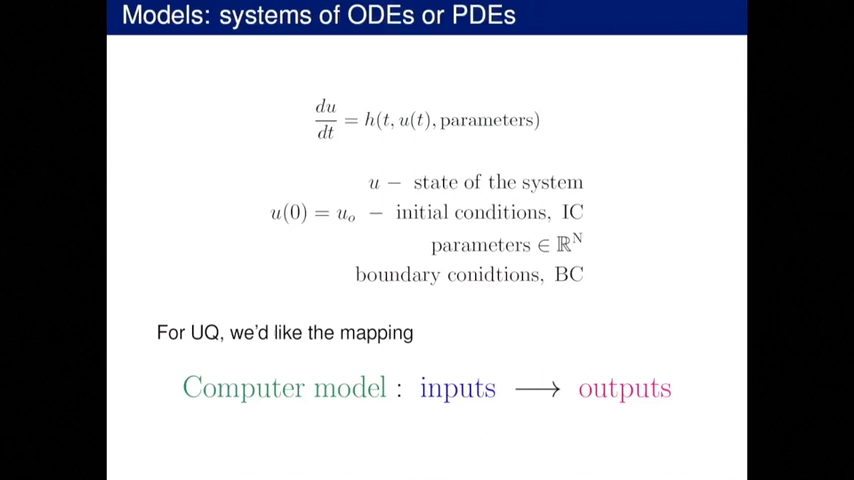 Models: systems of ODEs or PDEs
du/dt = h(t, u(t), parameters)
u − state of the system
u(0) = u_o − initial conditions, IC
parameters ∈ ℝ^N
boundary conidtions, BC
For UQ, we'd like the mapping
Computer model : inputs ⟶ outputs